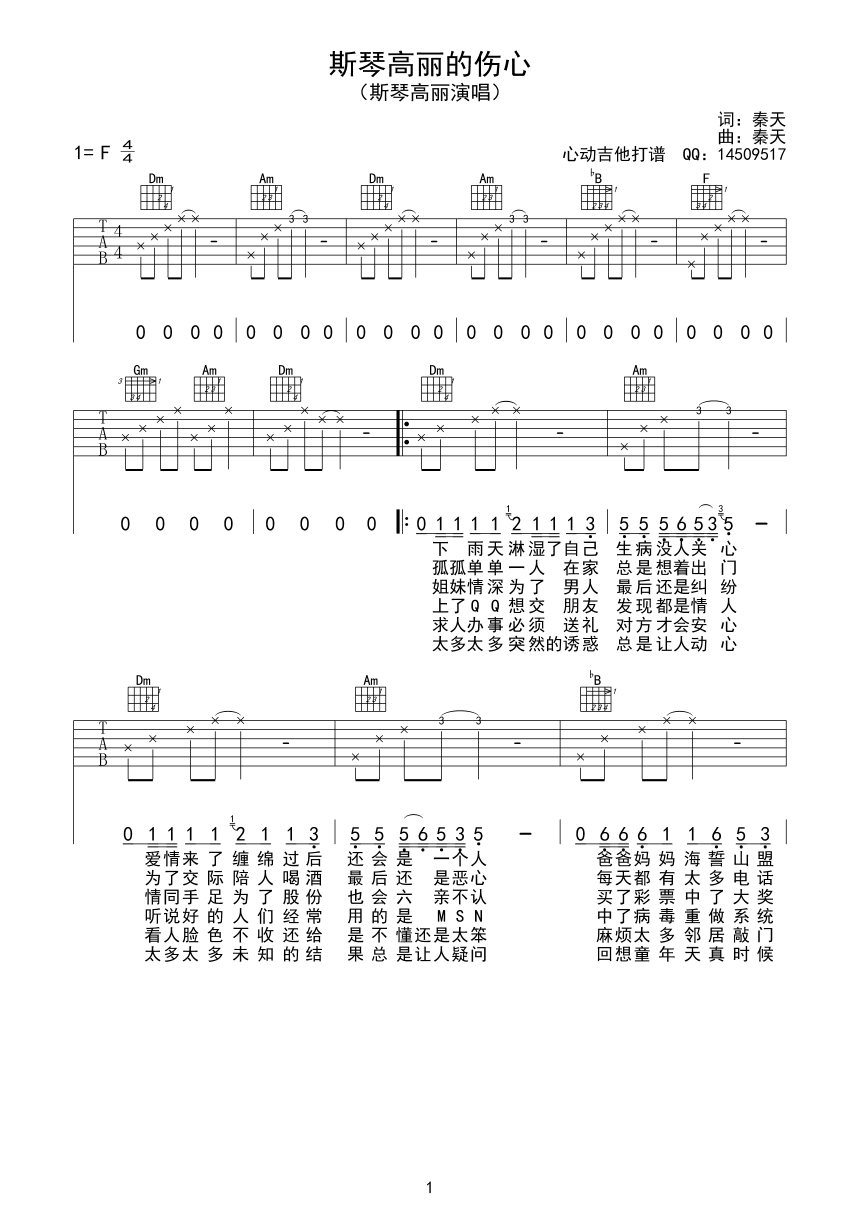 斯琴高丽的伤心
（斯琴高丽演唱）
词：秦天
曲：秦天
1= F 4/4
心动吉他打谱 QQ：14509517
Dm Am Dm Am ♭B F
T A B 4 4
3 3 3 3
0 0 0 0 0 0 0 0 0 0 0 0 0 0 0 0 0 0 0 0 0 0 0 0
Gm Am Dm Dm Am
T A B
3 3
0 0 0 0 0 0 0 0 0 1 1 1 1 1 2 1 1 1 3 5 5 5 6 5 3 3 5 —
下雨天淋湿了自己 生病没人关心
孤孤单单一人在家 总是想着出门
姐妹情深为了男人 最后还是纠纷
上了QQ想交朋友 发现都是情人
求人办事必须送礼 对方才会安心
太多太多突然的诱惑 总是让人动心
Dm Am ♭B
T A B
3 3
0 1 1 1 1 1 2 1 1 3 5 5 5 6 5 3 5 — 0 6 6 6 1 1 6 5 3
爱情来了缠绵过后 还会是一个人 爸爸妈妈海誓山盟
为了交际陪人喝酒 最后还是恶心 每天都有太多电话
情同手足为了股份 也会六亲不认 买了彩票中了大奖
听说好的人们经常 用的是MSN 中了病毒重做系统
看人脸色不收还给 是不懂还是太笨 麻烦太多邻居敲门
太多太多未知的结 果总是让人疑问 回想童年天真时候
1